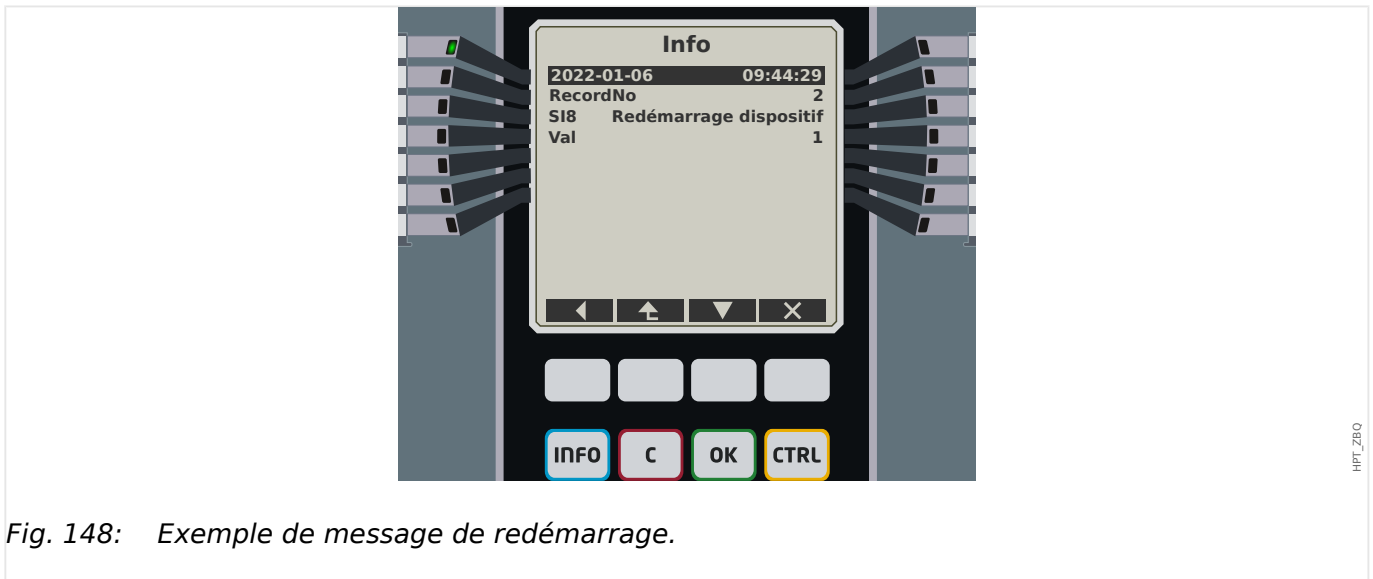 Info
2022-01-06 09:44:29
RecordNo 2
SI8 Redémarrage dispositif
Val 1
INFO C OK CTRL
HPT_ZBQ
Fig. 148: Exemple de message de redémarrage.